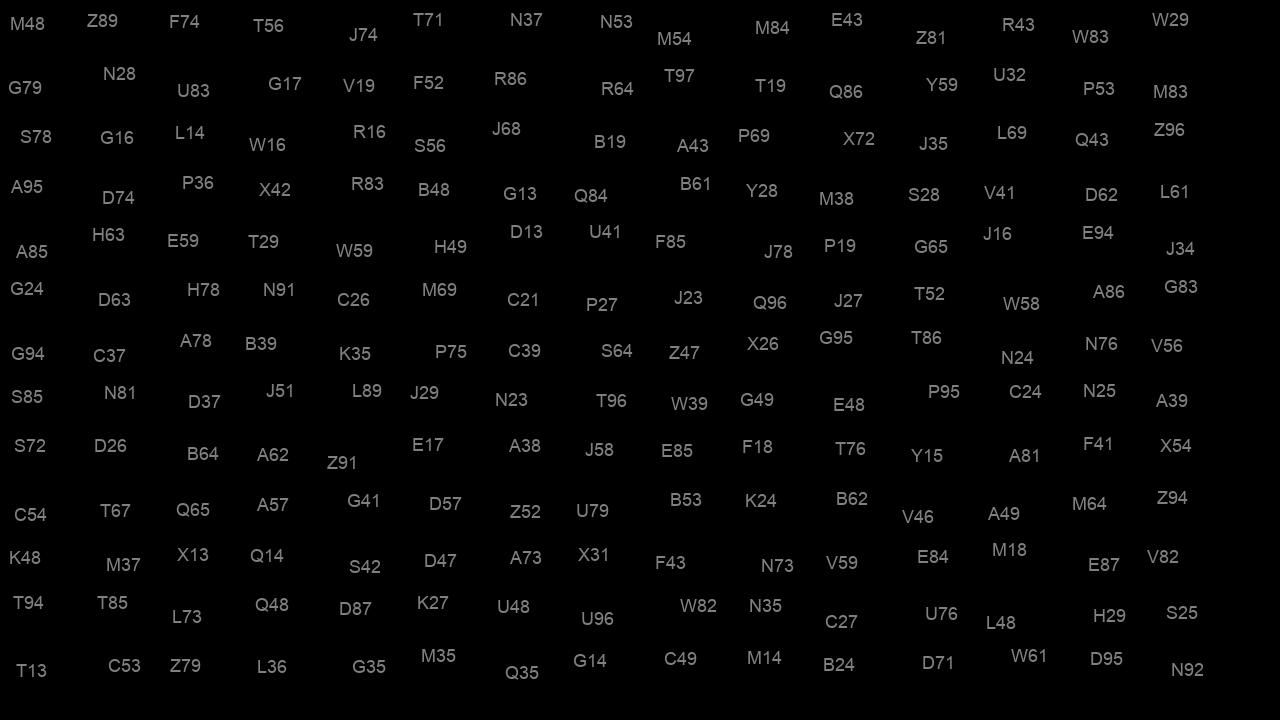 M48 Z89 F74 T56 J74 T71 N37 N53 M54 M84 E43 Z81 R43 W83 W29
G79 N28 U83 G17 V19 F52 R86 R64 T97 T19 Q86 Y59 U32 P53 M83
S78 G16 L14 W16 R16 S56 J68 B19 A43 P69 X72 J35 L69 Q43 Z96
A95 D74 P36 X42 R83 B48 G13 Q84 B61 Y28 M38 S28 V41 D62 L61
A85 H63 E59 T29 W59 H49 D13 U41 F85 J78 P19 G65 J16 E94 J34
G24 D63 H78 N91 C26 M69 C21 P27 J23 Q96 J27 T52 W58 A86 G83
G94 C37 A78 B39 K35 P75 C39 S64 Z47 X26 G95 T86 N24 N76 V56
S85 N81 D37 J51 L89 J29 N23 T96 W39 G49 E48 P95 C24 N25 A39
S72 D26 B64 A62 Z91 E17 A38 J58 E85 F18 T76 Y15 A81 F41 X54
C54 T67 Q65 A57 G41 D57 Z52 U79 B53 K24 B62 V46 A49 M64 Z94
K48 M37 X13 Q14 S42 D47 A73 X31 F43 N73 V59 E84 M18 E87 V82
T94 T85 L73 Q48 D87 K27 U48 U96 W82 N35 C27 U76 L48 H29 S25
T13 C53 Z79 L36 G35 M35 Q35 G14 C49 M14 B24 D71 W61 D95 N92